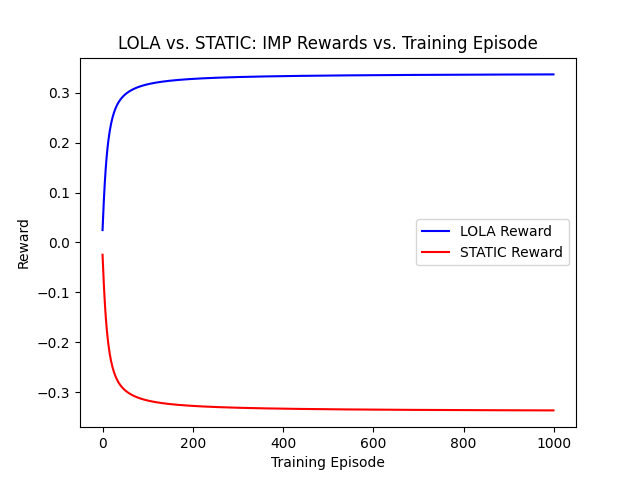 LOLA vs. STATIC: IMP Rewards vs. Training Episode
Reward
0.3
0.2
0.1
0.0
−0.1
−0.2
−0.3
LOLA Reward
STATIC Reward
0 200 400 600 800 1000
Training Episode